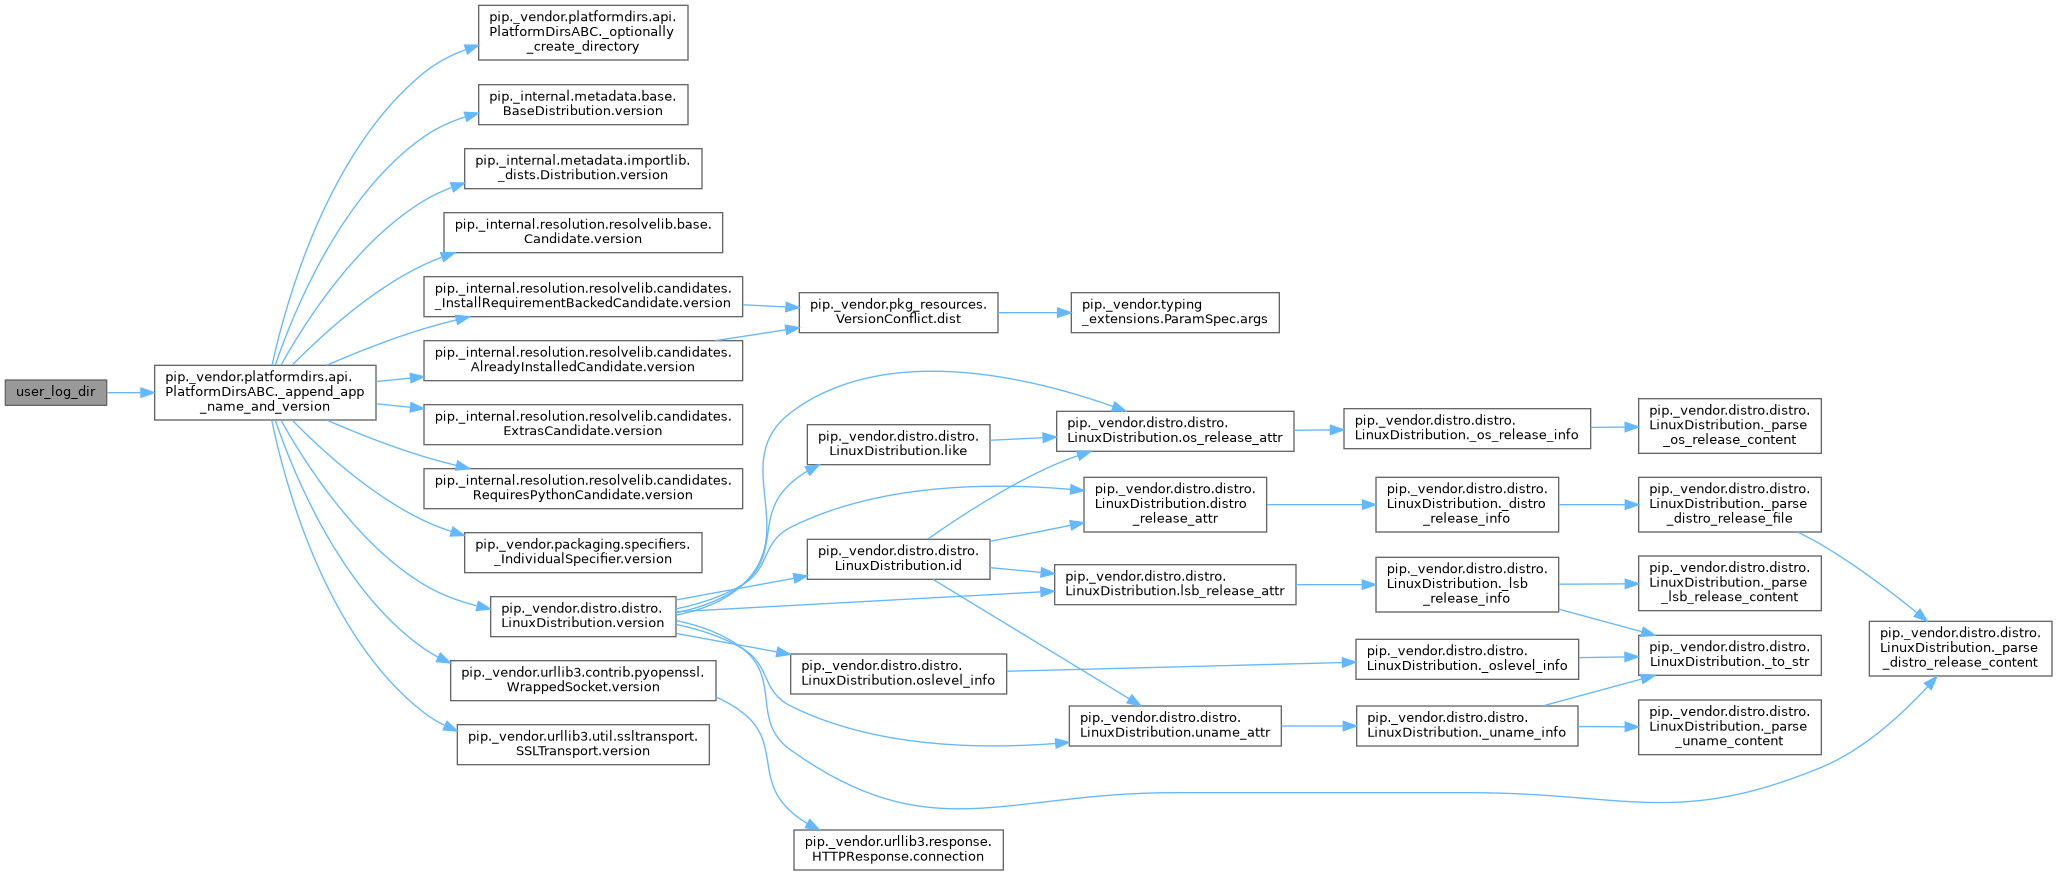 user_log_dir
pip._vendor.platformdirs.api.
PlatformDirsABC._append_app
_name_and_version
pip._vendor.platformdirs.api.
PlatformDirsABC._optionally
_create_directory
pip._internal.metadata.base.
BaseDistribution.version
pip._internal.metadata.importlib.
_dists.Distribution.version
pip._internal.resolution.resolvelib.base.
Candidate.version
pip._internal.resolution.resolvelib.candidates.
_InstallRequirementBackedCandidate.version
pip._internal.resolution.resolvelib.candidates.
AlreadyInstalledCandidate.version
pip._internal.resolution.resolvelib.candidates.
ExtrasCandidate.version
pip._internal.resolution.resolvelib.candidates.
RequiresPythonCandidate.version
pip._vendor.packaging.specifiers.
_IndividualSpecifier.version
pip._vendor.distro.distro.
LinuxDistribution.version
pip._vendor.urllib3.contrib.pyopenssl.
WrappedSocket.version
pip._vendor.urllib3.util.ssltransport.
SSLTransport.version
pip._vendor.pkg_resources.
VersionConflict.dist
pip._vendor.distro.distro.
LinuxDistribution.like
pip._vendor.distro.distro.
LinuxDistribution.id
pip._vendor.distro.distro.
LinuxDistribution.oslevel_info
pip._vendor.urllib3.response.
HTTPResponse.connection
pip._vendor.typing
_extensions.ParamSpec.args
pip._vendor.distro.distro.
LinuxDistribution.os_release_attr
pip._vendor.distro.distro.
LinuxDistribution.distro
_release_attr
pip._vendor.distro.distro.
LinuxDistribution.lsb_release_attr
pip._vendor.distro.distro.
LinuxDistribution.uname_attr
pip._vendor.distro.distro.
LinuxDistribution._os_release_info
pip._vendor.distro.distro.
LinuxDistribution._distro
_release_info
pip._vendor.distro.distro.
LinuxDistribution._lsb
_release_info
pip._vendor.distro.distro.
LinuxDistribution._oslevel_info
pip._vendor.distro.distro.
LinuxDistribution._uname_info
pip._vendor.distro.distro.
LinuxDistribution._parse
_os_release_content
pip._vendor.distro.distro.
LinuxDistribution._parse
_distro_release_file
pip._vendor.distro.distro.
LinuxDistribution._parse
_lsb_release_content
pip._vendor.distro.distro.
LinuxDistribution._to_str
pip._vendor.distro.distro.
LinuxDistribution._parse
_uname_content
pip._vendor.distro.distro.
LinuxDistribution._parse
_distro_release_content